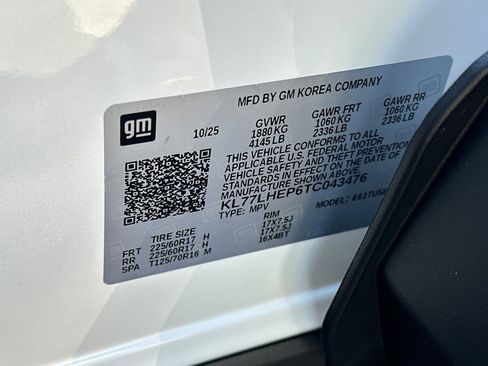 gm
MFD BY GM KOREA COMPANY
10/25
GVWR GAWR FRT GAWR RR
1880 KG 1060 KG 1060 KG
4145 LB 2336 LB 2336 LB
THIS VEHICLE CONFORMS TO ALL
APPLICABLE U.S. FEDERAL MOTOR
VEHICLE SAFETY AND THEFT PREVENTION
STANDARDS IN EFFECT ON THE DATE OF
MANUFACTURE SHOWN ABOVE.
KL77LHEP6TC043476
TYPE: MPV MODEL:
TIRE SIZE RIM
FRT 225/60R17 H 17X7.5J
RR 225/60R17 H 17X7.5J
SPA T125/70R16 M 16X4BT